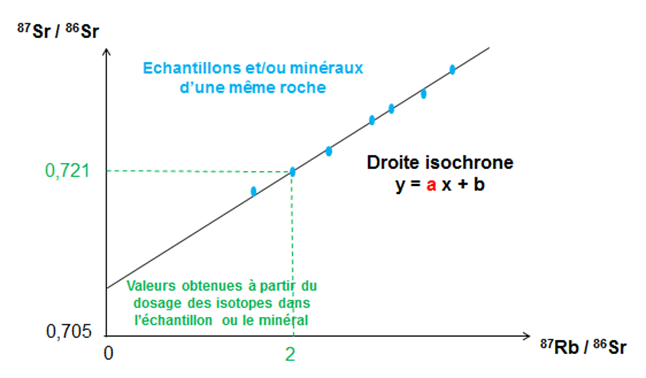 ⁸⁷Sr / ⁸⁶Sr
Echantillons et/ou minéraux
d’une même roche
0,721
Droite isochrone
y = a x + b
Valeurs obtenues à partir du
dosage des isotopes dans
l’échantillon ou le minéral
0,705
0
2
⁸⁷Rb / ⁸⁶Sr